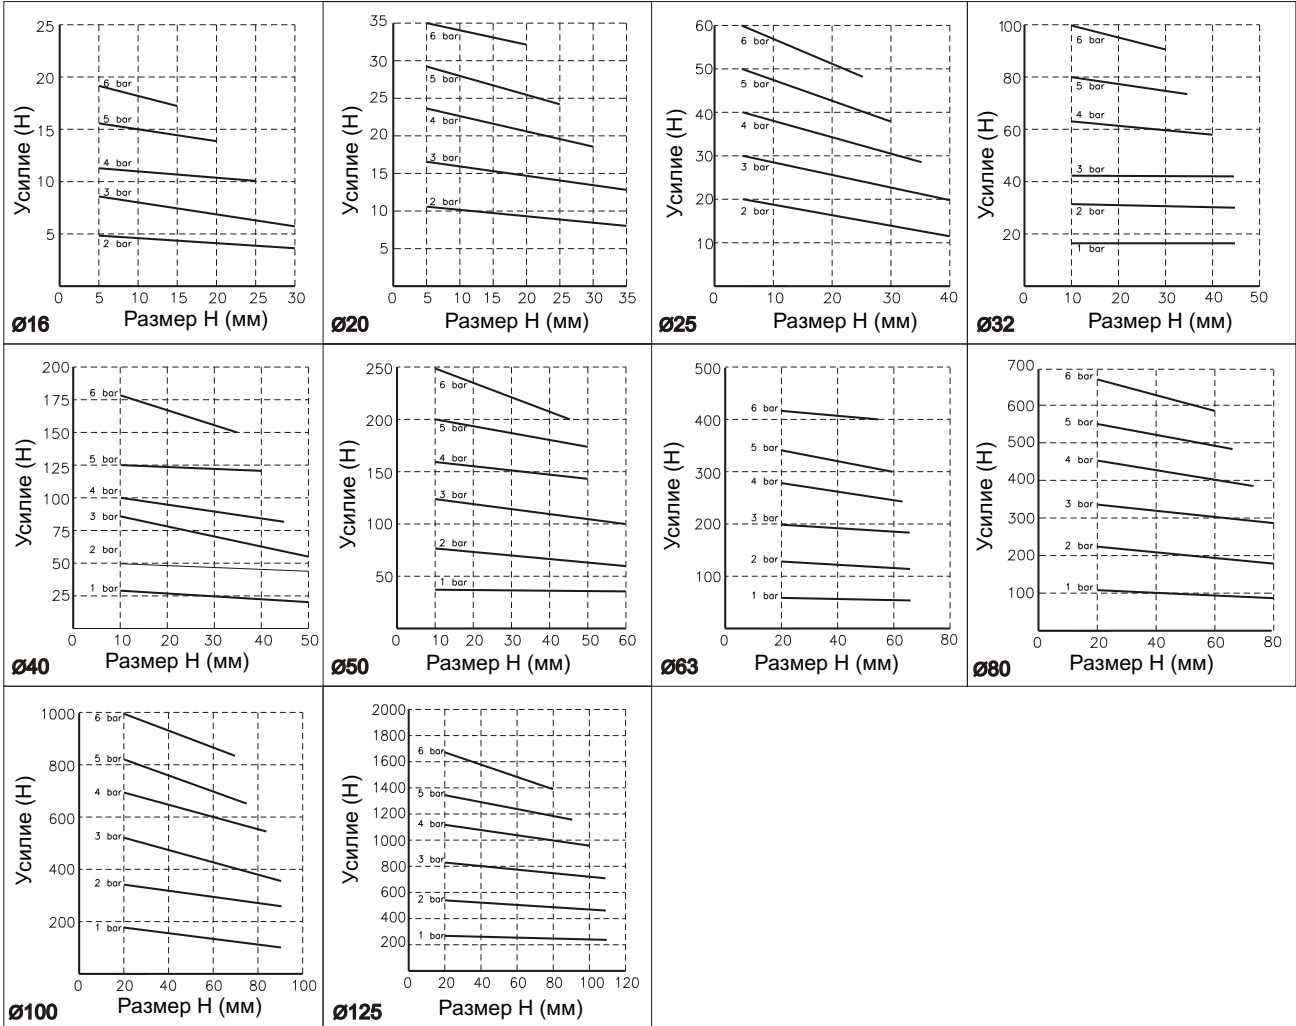 25
20
15
10
5
6 bar
5 bar
4 bar
3 bar
2 bar
0 5 10 15 20 25 30
Усилие (Н)
Размер H (мм)
Ø16
35
30
25
20
15
10
5
6 bar
5 bar
4 bar
3 bar
2 bar
0 5 10 15 20 25 30 35
Усилие (Н)
Размер H (мм)
Ø20
60
50
40
30
20
10
6 bar
5 bar
4 bar
3 bar
2 bar
0 10 20 30 40
Усилие (Н)
Размер H (мм)
Ø25
100
80
60
40
20
6 bar
5 bar
4 bar
3 bar
2 bar
1 bar
0 10 20 30 40 50
Усилие (Н)
Размер H (мм)
Ø32
200
175
150
125
100
75
50
25
6 bar
5 bar
4 bar
3 bar
2 bar
1 bar
0 10 20 30 40 50
Усилие (Н)
Размер H (мм)
Ø40
250
200
150
100
50
6 bar
5 bar
4 bar
3 bar
2 bar
1 bar
0 10 20 30 40 50 60
Усилие (Н)
Размер H (мм)
Ø50
500
400
300
200
100
6 bar
5 bar
4 bar
3 bar
2 bar
1 bar
0 20 40 60 80
Усилие (Н)
Размер H (мм)
Ø63
700
600
500
400
300
200
100
6 bar
5 bar
4 bar
3 bar
2 bar
1 bar
0 20 40 60 80
Усилие (Н)
Размер H (мм)
Ø80
1000
800
600
400
200
6 bar
5 bar
4 bar
3 bar
2 bar
1 bar
0 20 40 60 80 100
Усилие (Н)
Размер H (мм)
Ø100
2000
1800
1600
1400
1200
1000
800
600
400
200
6 bar
5 bar
4 bar
3 bar
2 bar
1 bar
0 20 40 60 80 100 120
Усилие (Н)
Размер H (мм)
Ø125